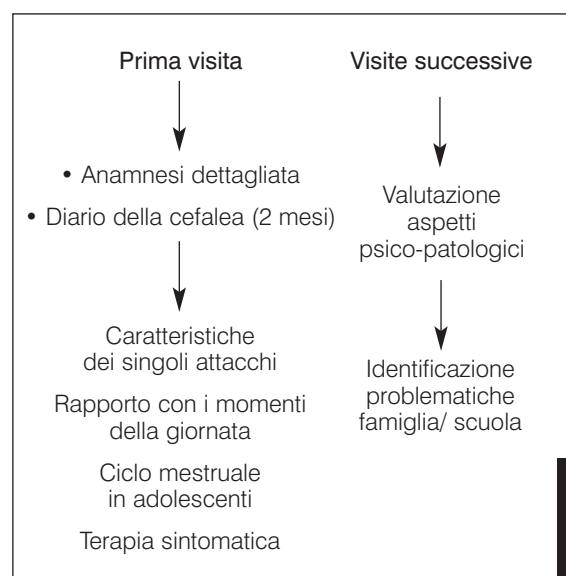 Prima visita
• Anamnesi dettagliata
• Diario della cefalea (2 mesi)
Caratteristiche
dei singoli attacchi
Rapporto con i momenti
della giornata
Ciclo mestruale
in adolescenti
Terapia sintomatica
Visite successive
Valutazione
aspetti
psico-patologici
Identificazione
problematiche
famiglia/ scuola